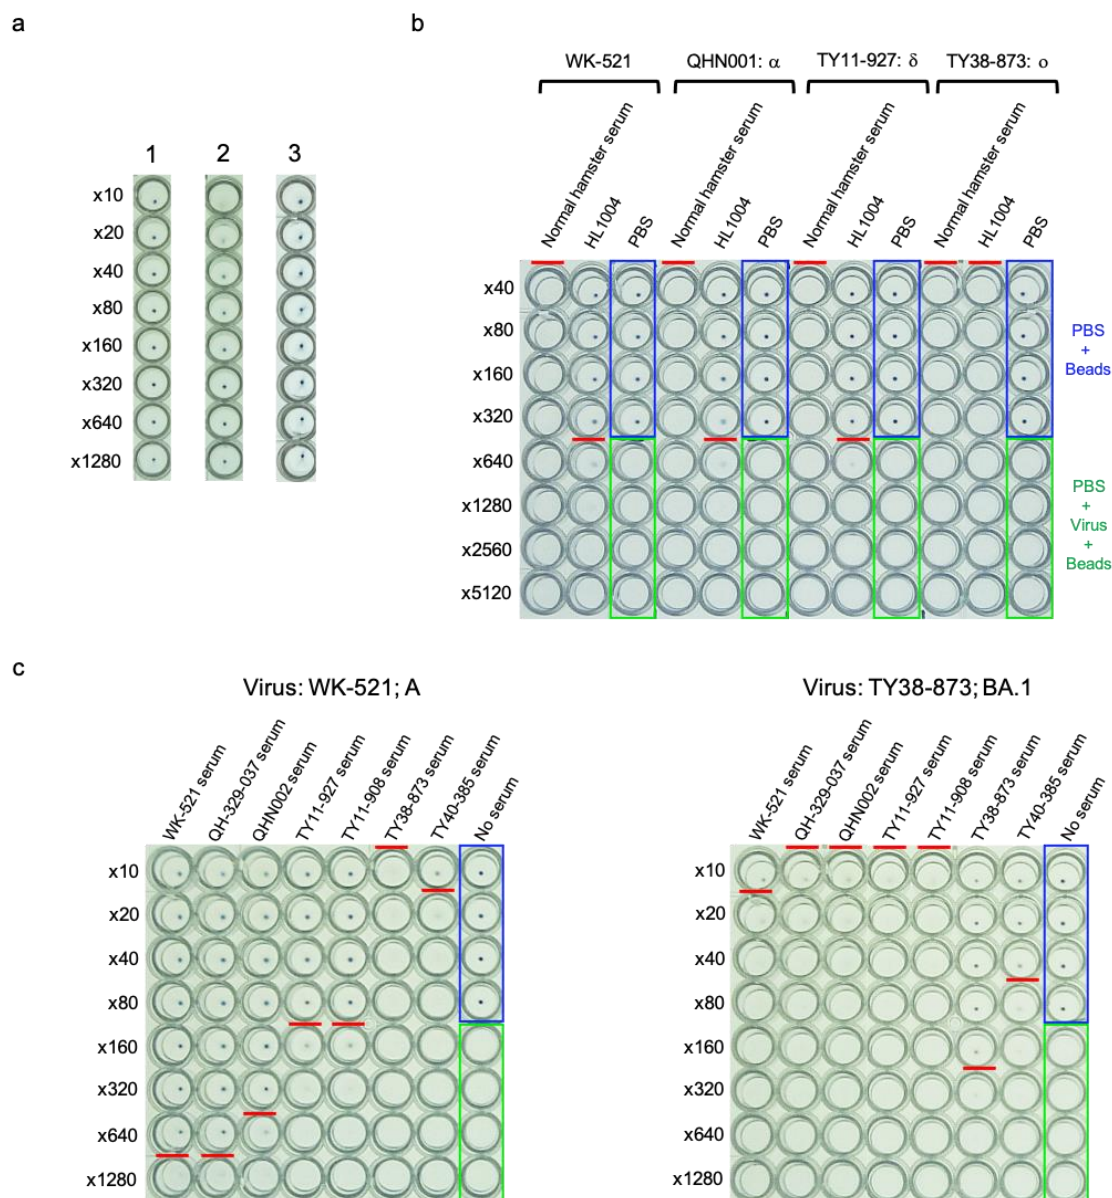 a
1 2 3
x10
x20
x40
x80
x160
x320
x640
x1280
b
WK-521 QHN001: α TY11-927: δ TY38-873: ο
Normal hamster serum
HL1004
PBS
Normal hamster serum
HL1004
PBS
Normal hamster serum
HL1004
PBS
Normal hamster serum
HL1004
PBS
x40
x80
x160
x320
x640
x1280
x2560
x5120
PBS
+
Beads
PBS
+
Virus
+
Beads
c
Virus: WK-521; A
WK-521 serum
QH-329-037 serum
QHN002 serum
TY11-927 serum
TY11-908 serum
TY38-873 serum
TY40-385 serum
No serum
x10
x20
x40
x80
x160
x320
x640
x1280
Virus: TY38-873; BA.1
WK-521 serum
QH-329-037 serum
QHN002 serum
TY11-927 serum
TY11-908 serum
TY38-873 serum
TY40-385 serum
No serum
x10
x20
x40
x80
x160
x320
x640
x1280